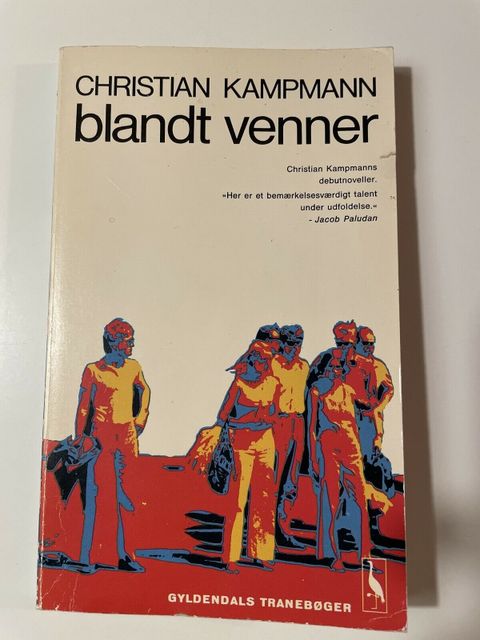 CHRISTIAN KAMPMANN
blandt venner
Christian Kampmanns
debutnoveller.
»Her er et bemærkelsesværdigt talent
under udfoldelse.«
- Jacob Paludan
GYLDENDALS TRANEBØGER